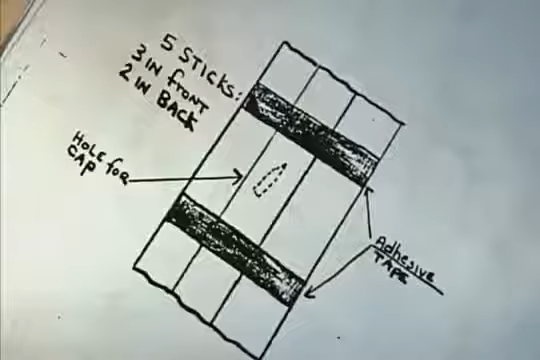 5 STICKS:
3 IN FRONT
2 IN BACK
HOLE FOR
CAP
Adhesive
TAPE